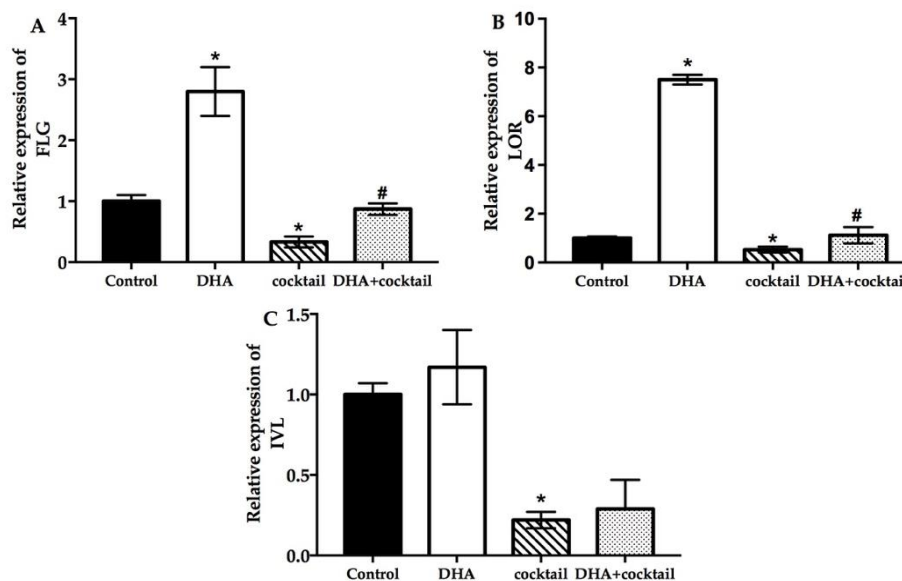 A
Relative expression of
FLG
4
3
2
1
0
*
*
#
Control
DHA
cocktail
DHA+cocktail
B
Relative expression of
LOR
10
8
6
4
2
0
*
*
#
Control
DHA
cocktail
DHA+cocktail
C
Relative expression of
IVL
1.5
1.0
0.5
0.0
*
Control
DHA
cocktail
DHA+cocktail